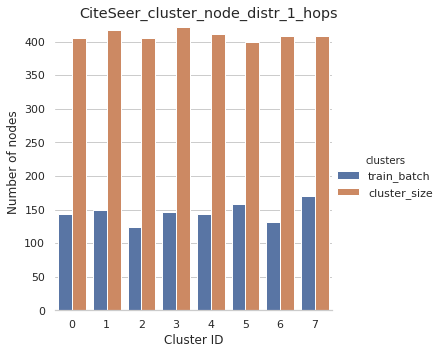 CiteSeer_cluster_node_distr_1_hops
400
350
300
250
200
150
100
50
0
Number of nodes
0 1 2 3 4 5 6 7
Cluster ID
clusters
train_batch
cluster_size